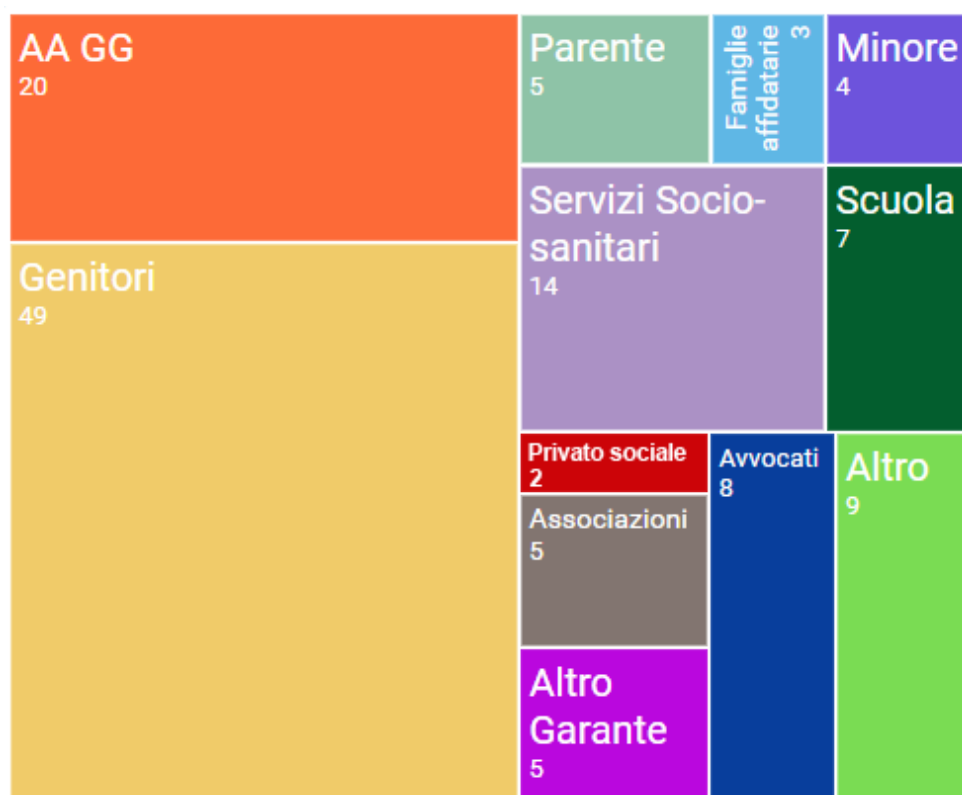 AA GG
20
Genitori
49
Parente
5
Famiglie
affidatarie
3
Minore
4
Servizi Socio-
sanitari
14
Scuola
7
Privato sociale
2
Associazioni
5
Altro
Garante
5
Avvocati
8
Altro
9